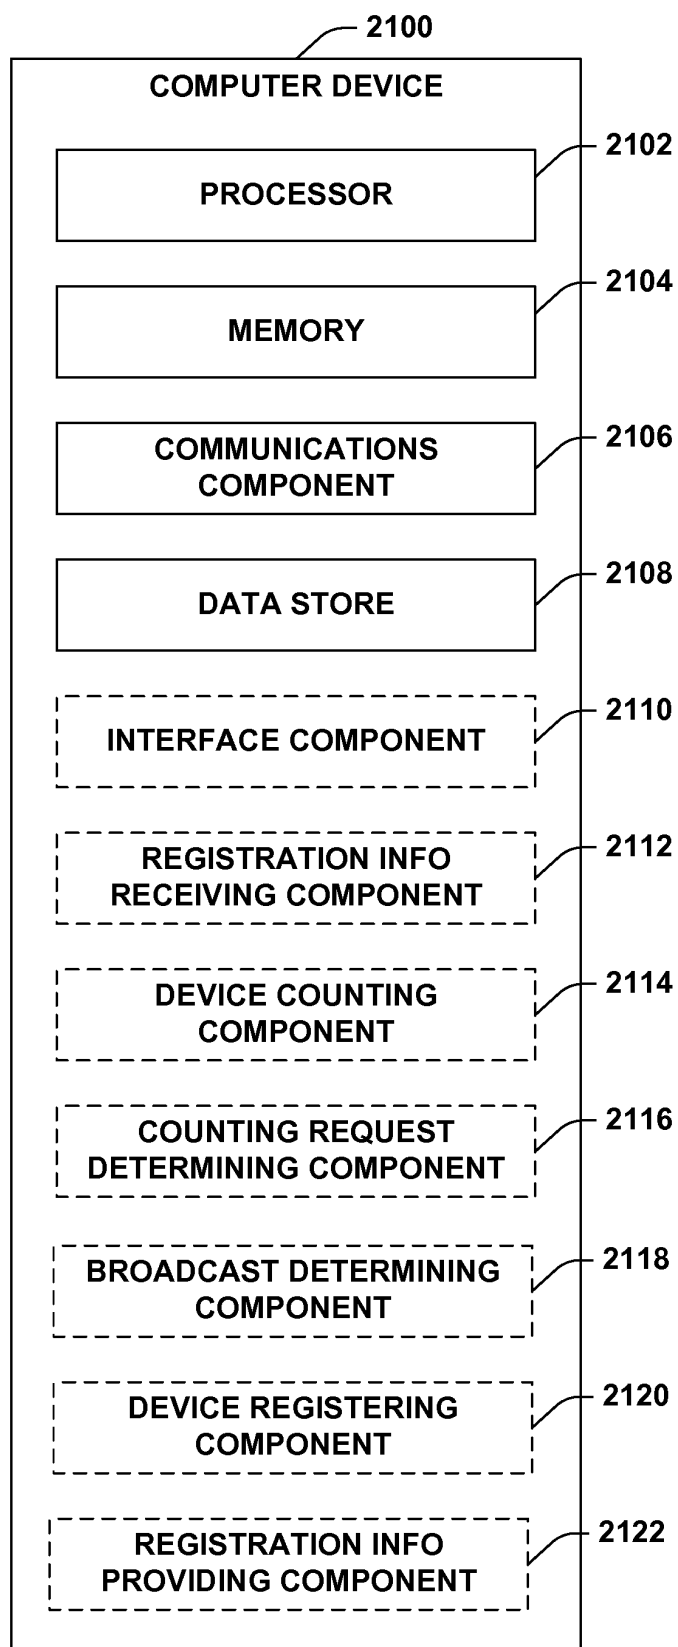 2100
COMPUTER DEVICE
2102
PROCESSOR
2104
MEMORY
2106
COMMUNICATIONS
COMPONENT
2108
DATA STORE
2110
INTERFACE COMPONENT
2112
REGISTRATION INFO
RECEIVING COMPONENT
2114
DEVICE COUNTING
COMPONENT
2116
COUNTING REQUEST
DETERMINING COMPONENT
2118
BROADCAST DETERMINING
COMPONENT
2120
DEVICE REGISTERING
COMPONENT
2122
REGISTRATION INFO
PROVIDING COMPONENT